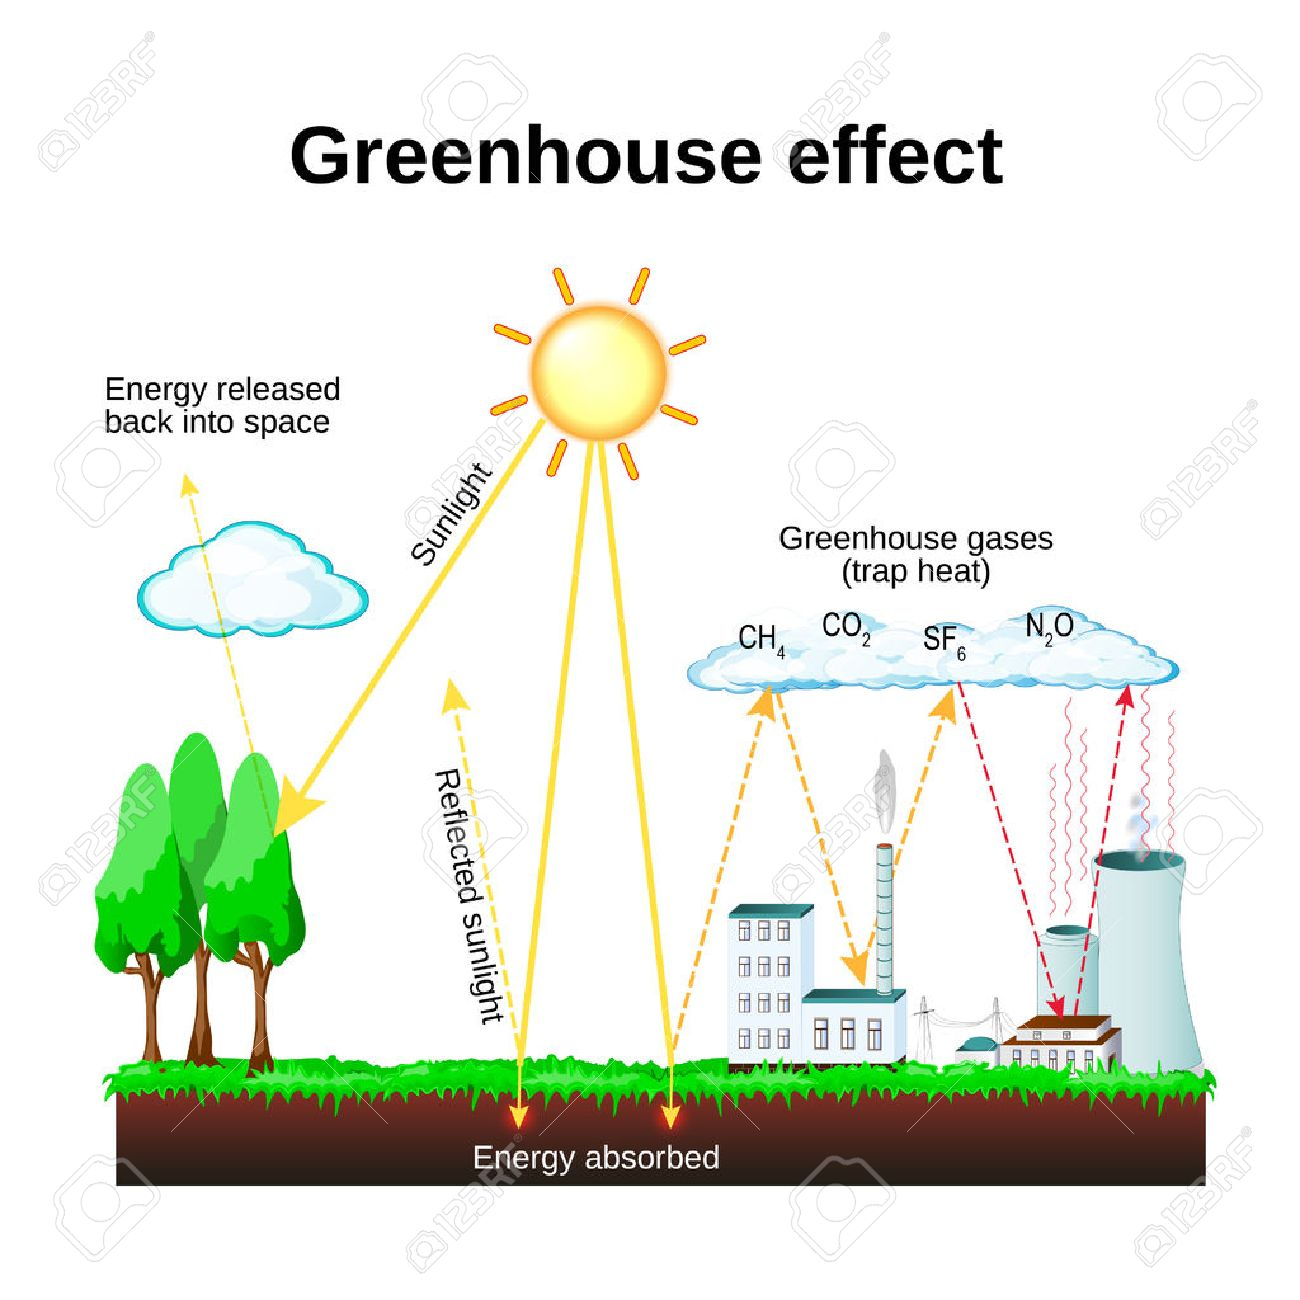 Greenhouse effect
Energy released
back into space
Sunlight
Greenhouse gases
(trap heat)
CH₄
CO₂
SF₆
N₂O
Reflected sunlight
Energy absorbed
123RF